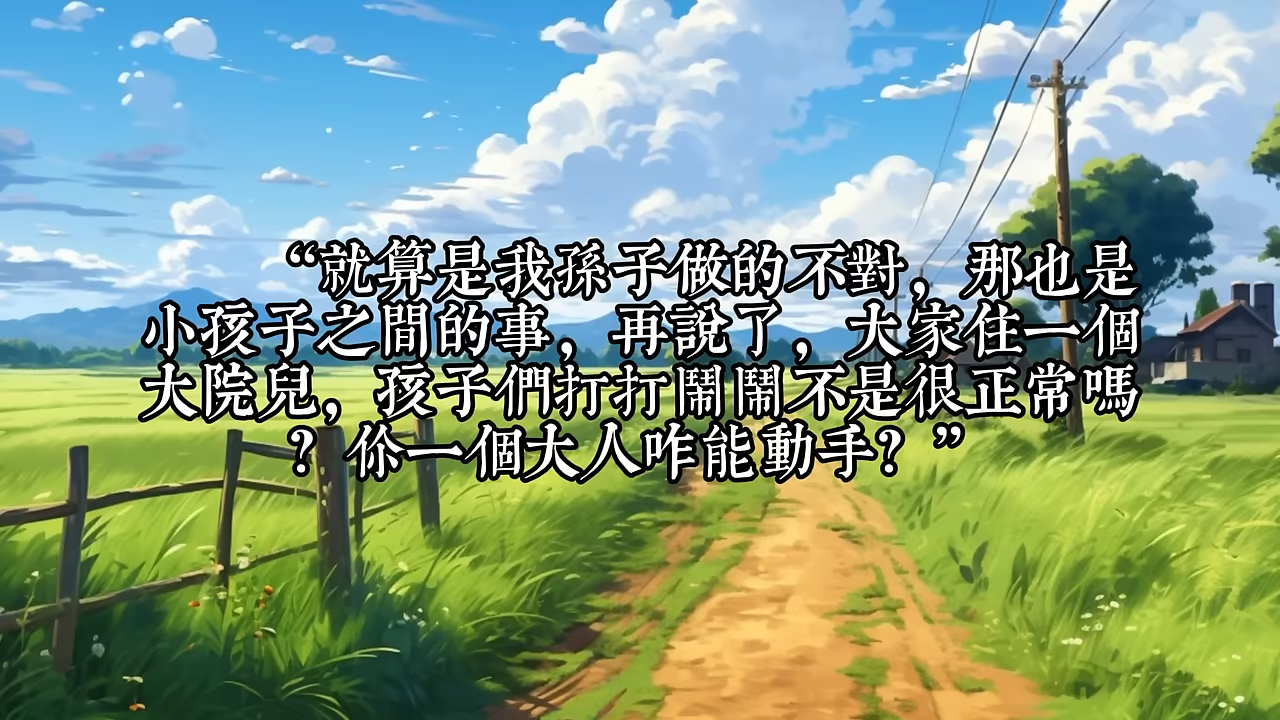 “就算是我孫子做的不對，那也是
小孩子之間的事，再說了，大家住一個
大院兒，孩子們打打鬧鬧不是很正常嗎
？你一個大人咋能動手？”